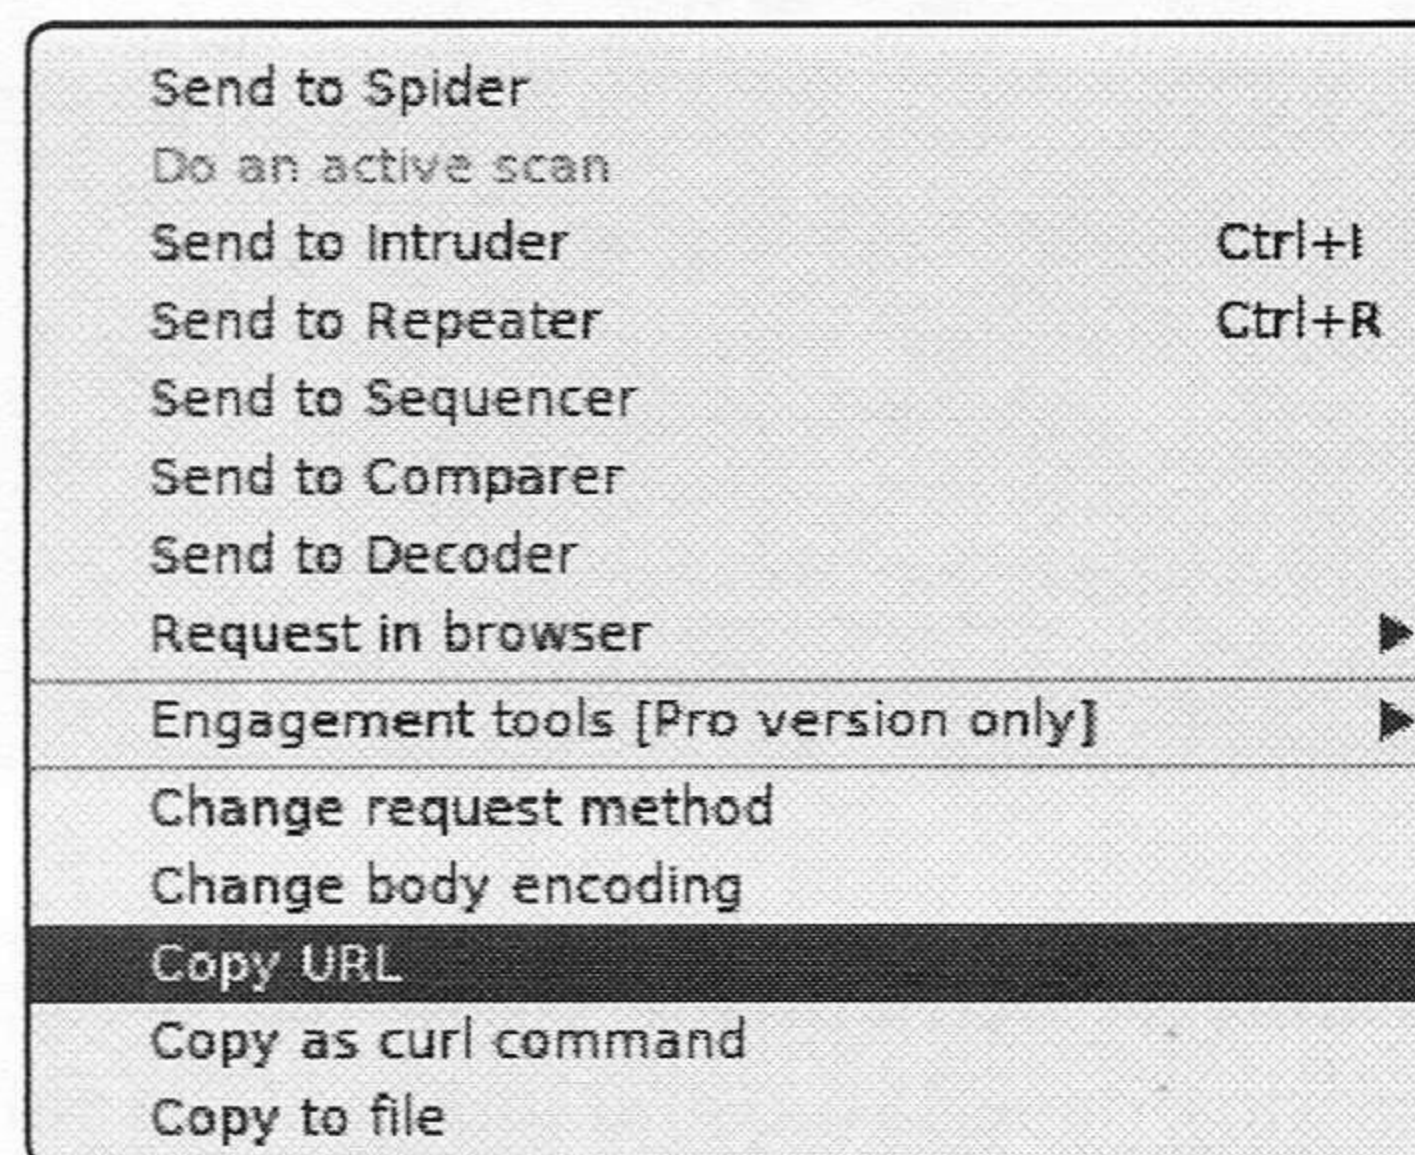 Send to Spider
Do an active scan
Send to Intruder Ctrl+I
Send to Repeater Ctrl+R
Send to Sequencer
Send to Comparer
Send to Decoder
Request in browser
Engagement tools [Pro version only]
Change request method
Change body encoding
Copy URL
Copy as curl command
Copy to file